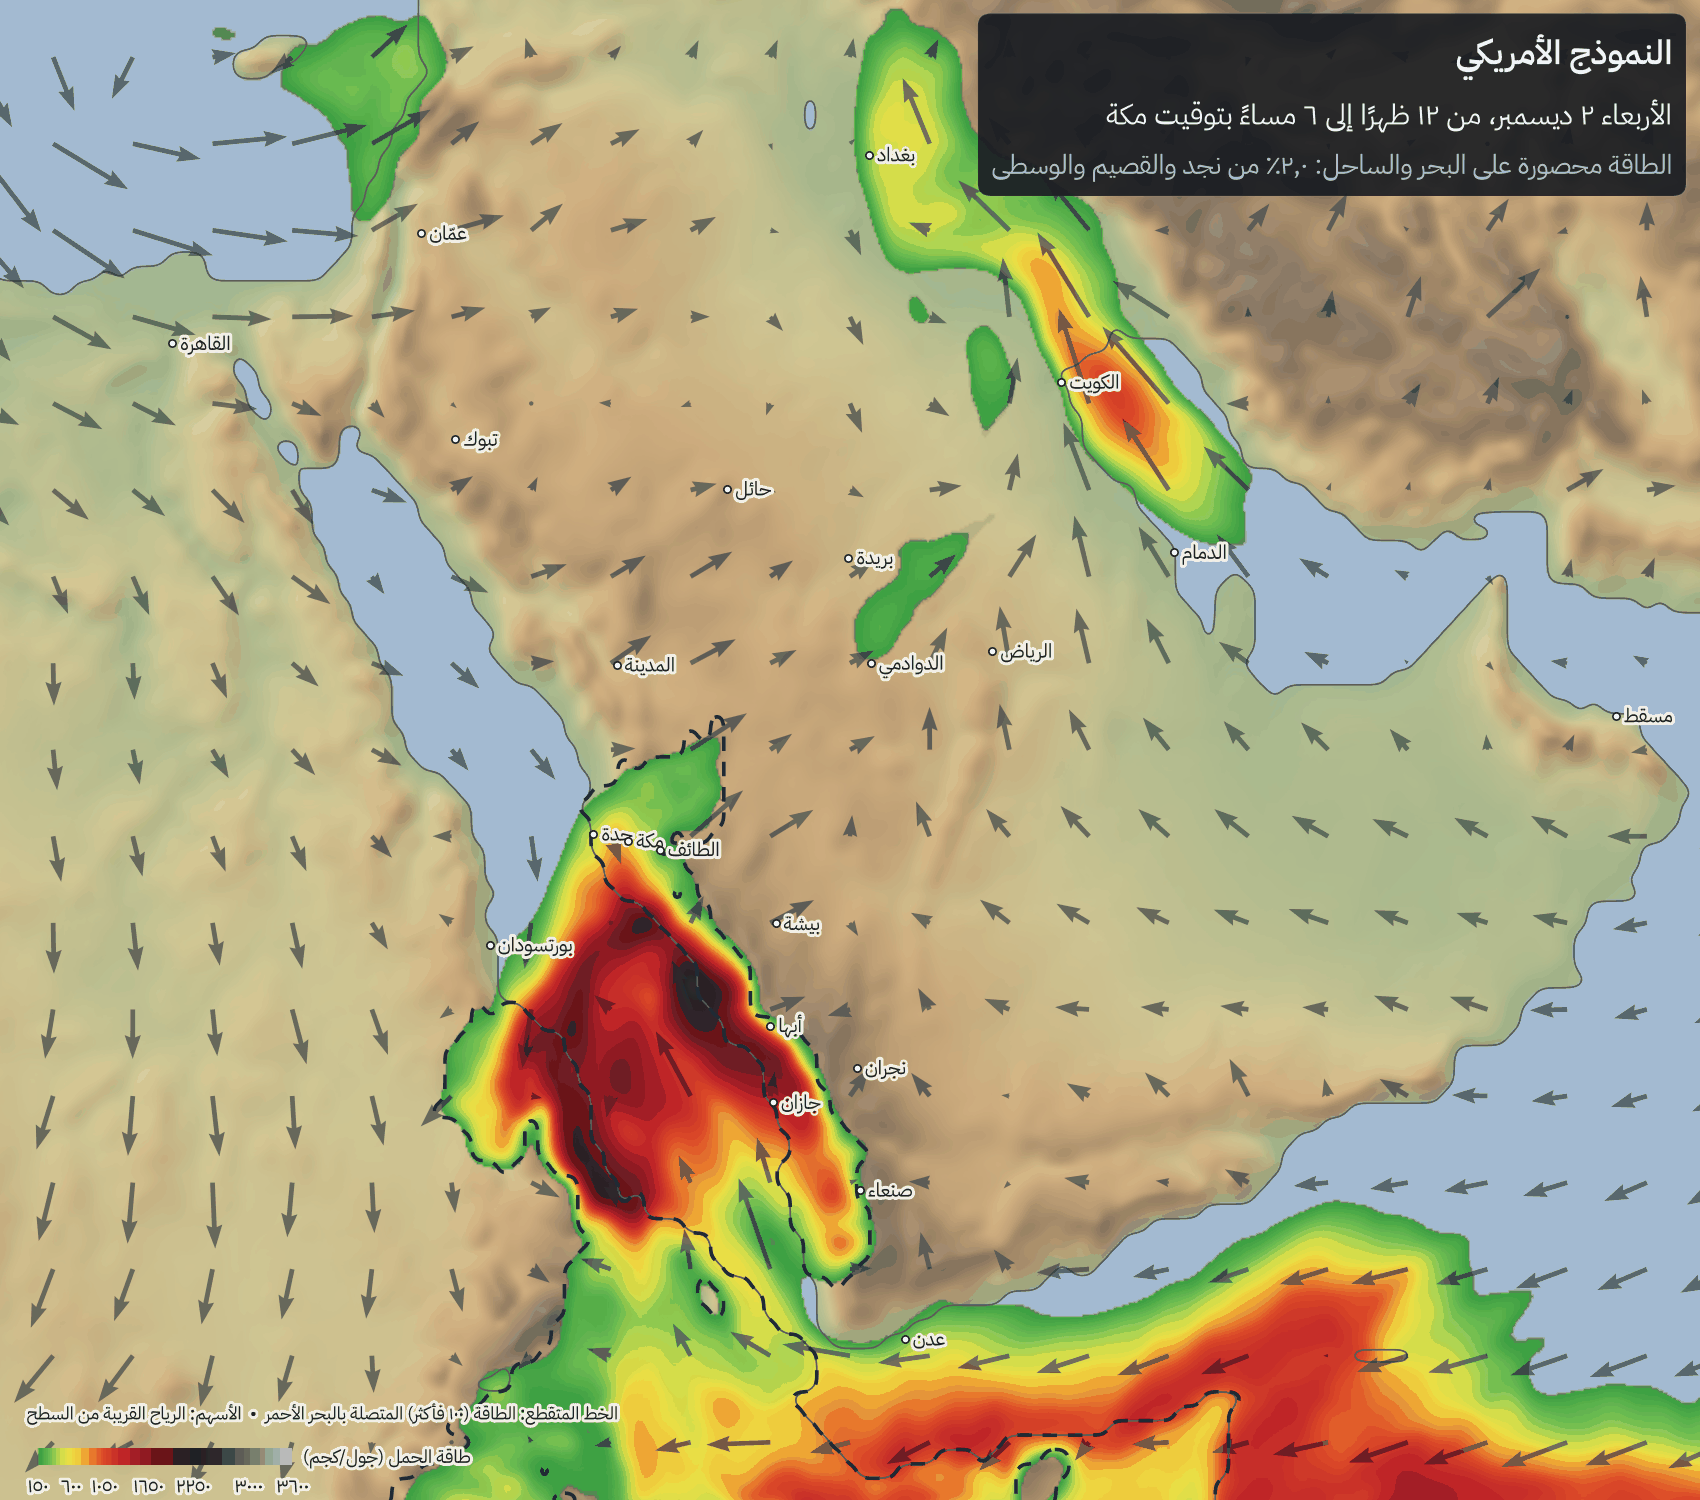 النموذج الأمريكي
الأربعاء ٢ ديسمبر، من ١٢ ظهرًا إلى ٦ مساءً بتوقيت مكة
الطاقة محصورة على البحر والساحل: ٢,٠٪ من نجد والقصيم والوسطى
بغداد
عمّان
القاهرة
الكويت
تبوك
حائل
بريدة
الدمام
المدينة
الدوادمي
الرياض
مسقط
جدة
مكة
الطائف
بيشة
بورتسودان
أبها
نجران
جازان
صنعاء
عدن
الخط المتقطع: الطاقة (١٠ فأكثر) المتصلة بالبحر الأحمر • الأسهم: الرياح القريبة من السطح
طاقة الحمل (جول/كجم)
١٥٠ ٦٠٠ ١٠٥٠ ١٦٥٠ ٢٢٥٠ ٣٠٠٠ ٣٦٠٠